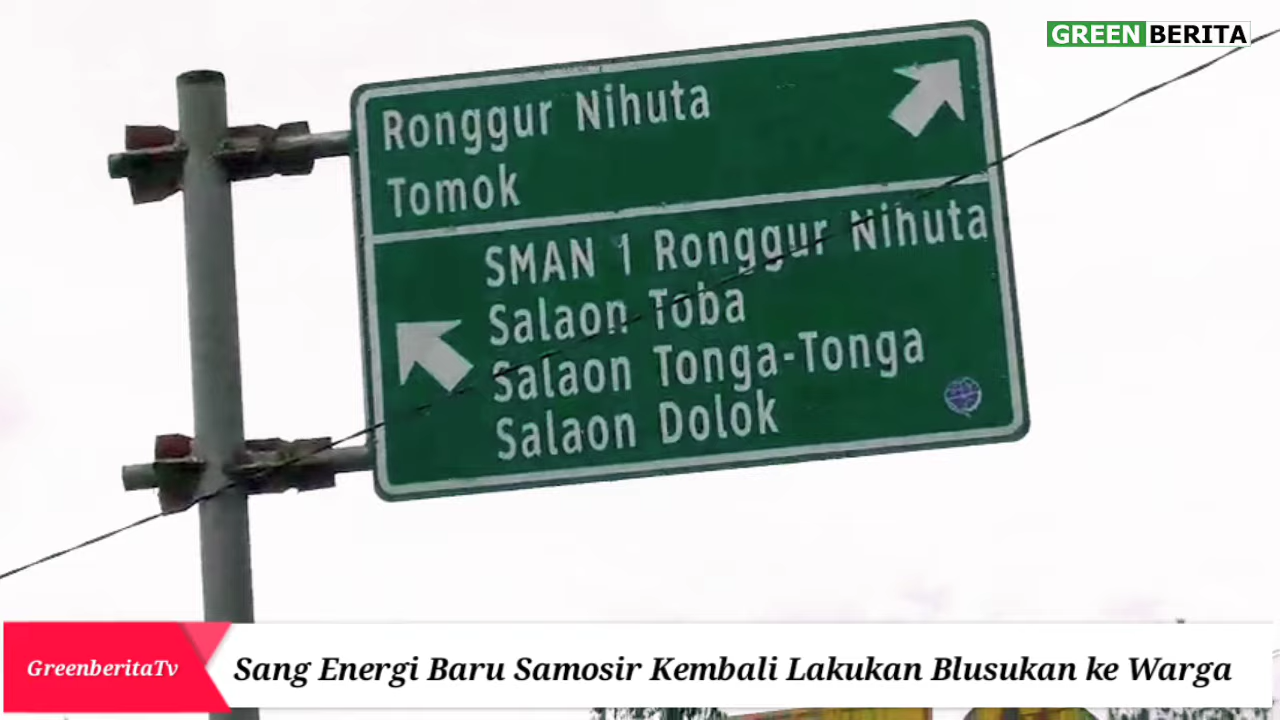 GREEN BERITA
Ronggur Nihuta
Tomok
SMAN 1 Ronggur Nihuta
Salaon Toba
Salaon Tonga-Tonga
Salaon Dolok
GreenberitaTv
Sang Energi Baru Samosir Kembali Lakukan Blusukan ke Warga